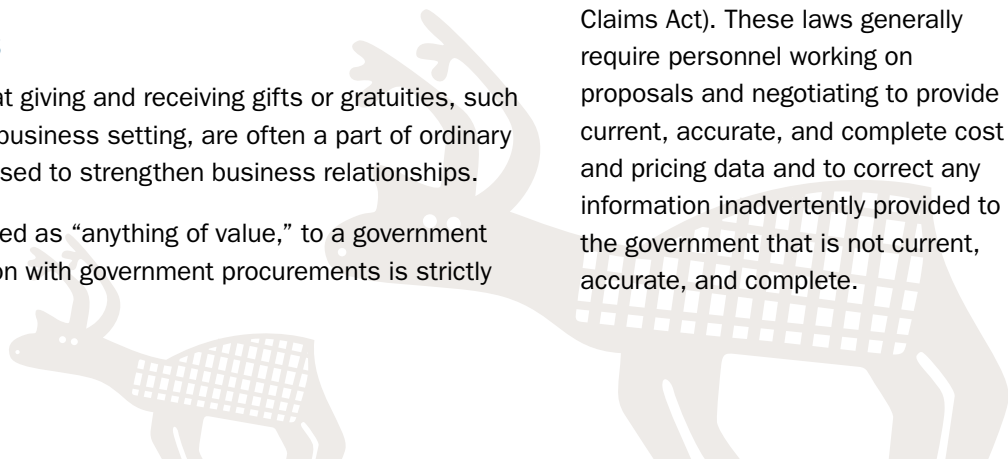 at giving and receiving gifts or gratuities, such
business setting, are often a part of ordinary
sed to strengthen business relationships.
ed as “anything of value,” to a government
on with government procurements is strictly
Claims Act). These laws generally
require personnel working on
proposals and negotiating to provide
current, accurate, and complete cost
and pricing data and to correct any
information inadvertently provided to
the government that is not current,
accurate, and complete.